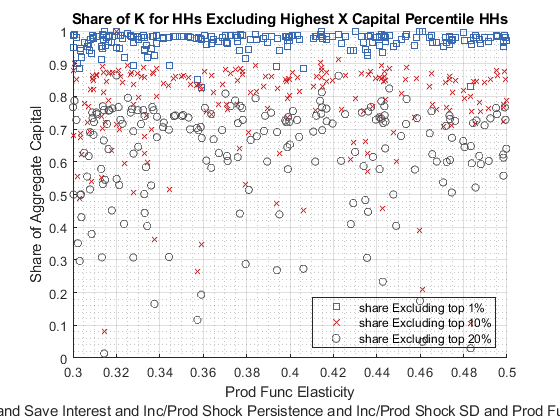 Share of K for HHs Excluding Highest X Capital Percentile HHs
1
0.9
0.8
0.7
0.6
0.5
0.4
0.3
0.2
0.1
0
Share of Aggregate Capital
share Excluding top 1%
share Excluding top 10%
share Excluding top 20%
0.3 0.32 0.34 0.36 0.38 0.4 0.42 0.44 0.46 0.48 0.5
Prod Func Elasticity
and Save Interest and Inc/Prod Shock Persistence and Inc/Prod Shock SD and Prod